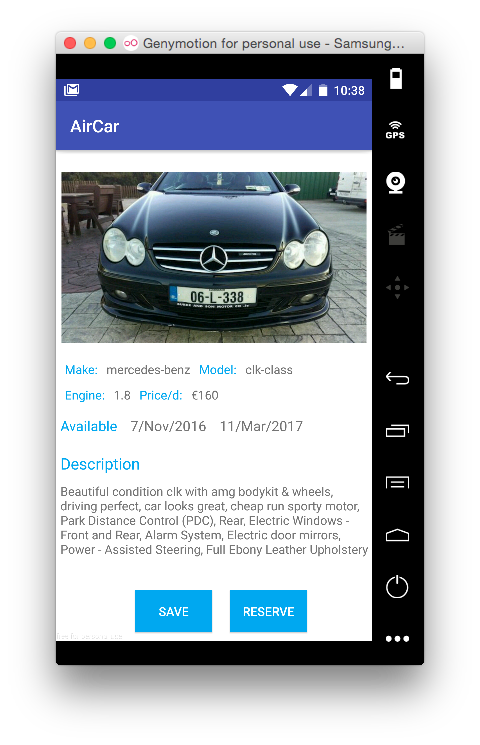 Genymotion for personal use - Samsung...
10:38
GPS
AirCar
06-L-338
Make: mercedes-benz Model: clk-class
Engine: 1.8 Price/d: €160
Available 7/Nov/2016 11/Mar/2017
Description
Beautiful condition clk with amg bodykit & wheels,
driving perfect, car looks great, cheap run sporty motor,
Park Distance Control (PDC), Rear, Electric Windows -
Front and Rear, Alarm System, Electric door mirrors,
Power - Assisted Steering, Full Ebony Leather Upholstery
SAVE RESERVE